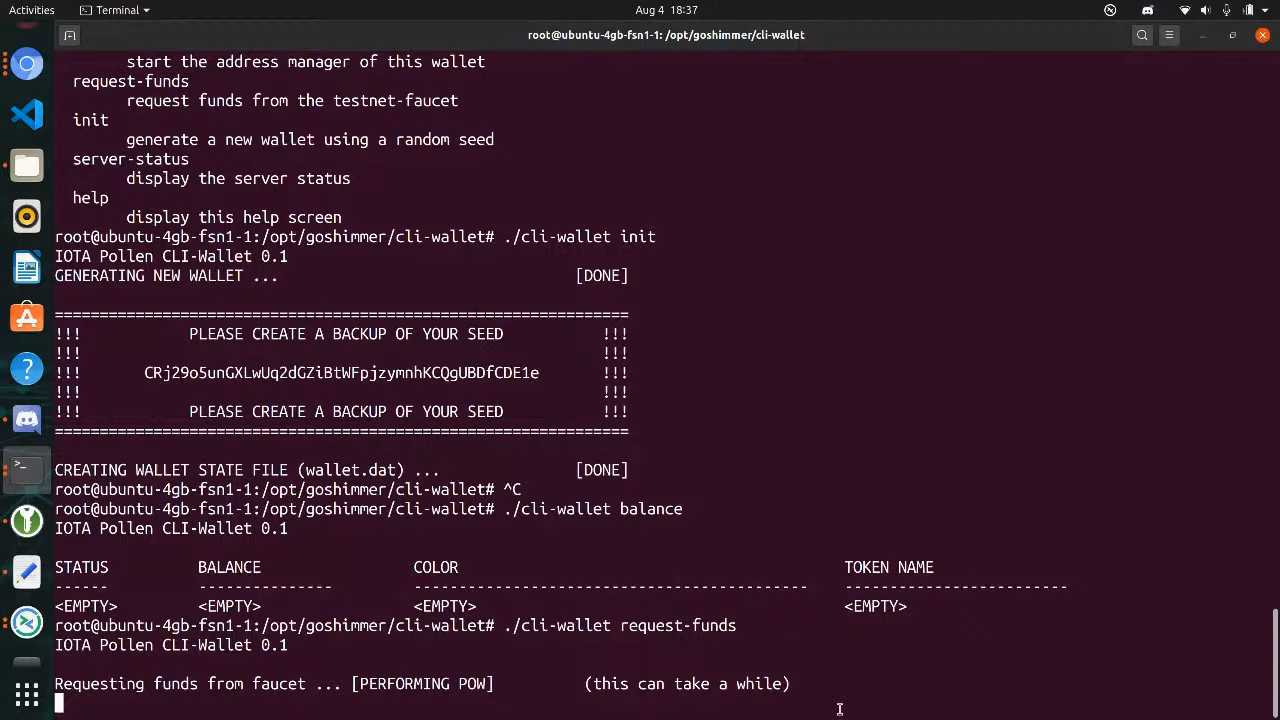 Activities
Terminal
Aug 4 18:37
root@ubuntu-4gb-fsn1-1: /opt/goshimmer/cli-wallet
start the address manager of this wallet
request-funds
request funds from the testnet-faucet
init
generate a new wallet using a random seed
server-status
display the server status
help
display this help screen
root@ubuntu-4gb-fsn1-1:/opt/goshimmer/cli-wallet# ./cli-wallet init
IOTA Pollen CLI-Wallet 0.1
GENERATING NEW WALLET ... [DONE]
================================================================
!!! PLEASE CREATE A BACKUP OF YOUR SEED !!!
!!! !!!
!!! CRj29o5unGXLwUq2dGZiBtWFpjzymnhKCQgUBDfCDE1e !!!
!!! !!!
!!! PLEASE CREATE A BACKUP OF YOUR SEED !!!
================================================================
CREATING WALLET STATE FILE (wallet.dat) ... [DONE]
root@ubuntu-4gb-fsn1-1:/opt/goshimmer/cli-wallet# ^C
root@ubuntu-4gb-fsn1-1:/opt/goshimmer/cli-wallet# ./cli-wallet balance
IOTA Pollen CLI-Wallet 0.1
STATUS BALANCE COLOR TOKEN NAME
------ --------------- -------------------------------------------- -------------------------
<EMPTY> <EMPTY> <EMPTY> <EMPTY>
root@ubuntu-4gb-fsn1-1:/opt/goshimmer/cli-wallet# ./cli-wallet request-funds
IOTA Pollen CLI-Wallet 0.1
Requesting funds from faucet ... [PERFORMING POW] (this can take a while)